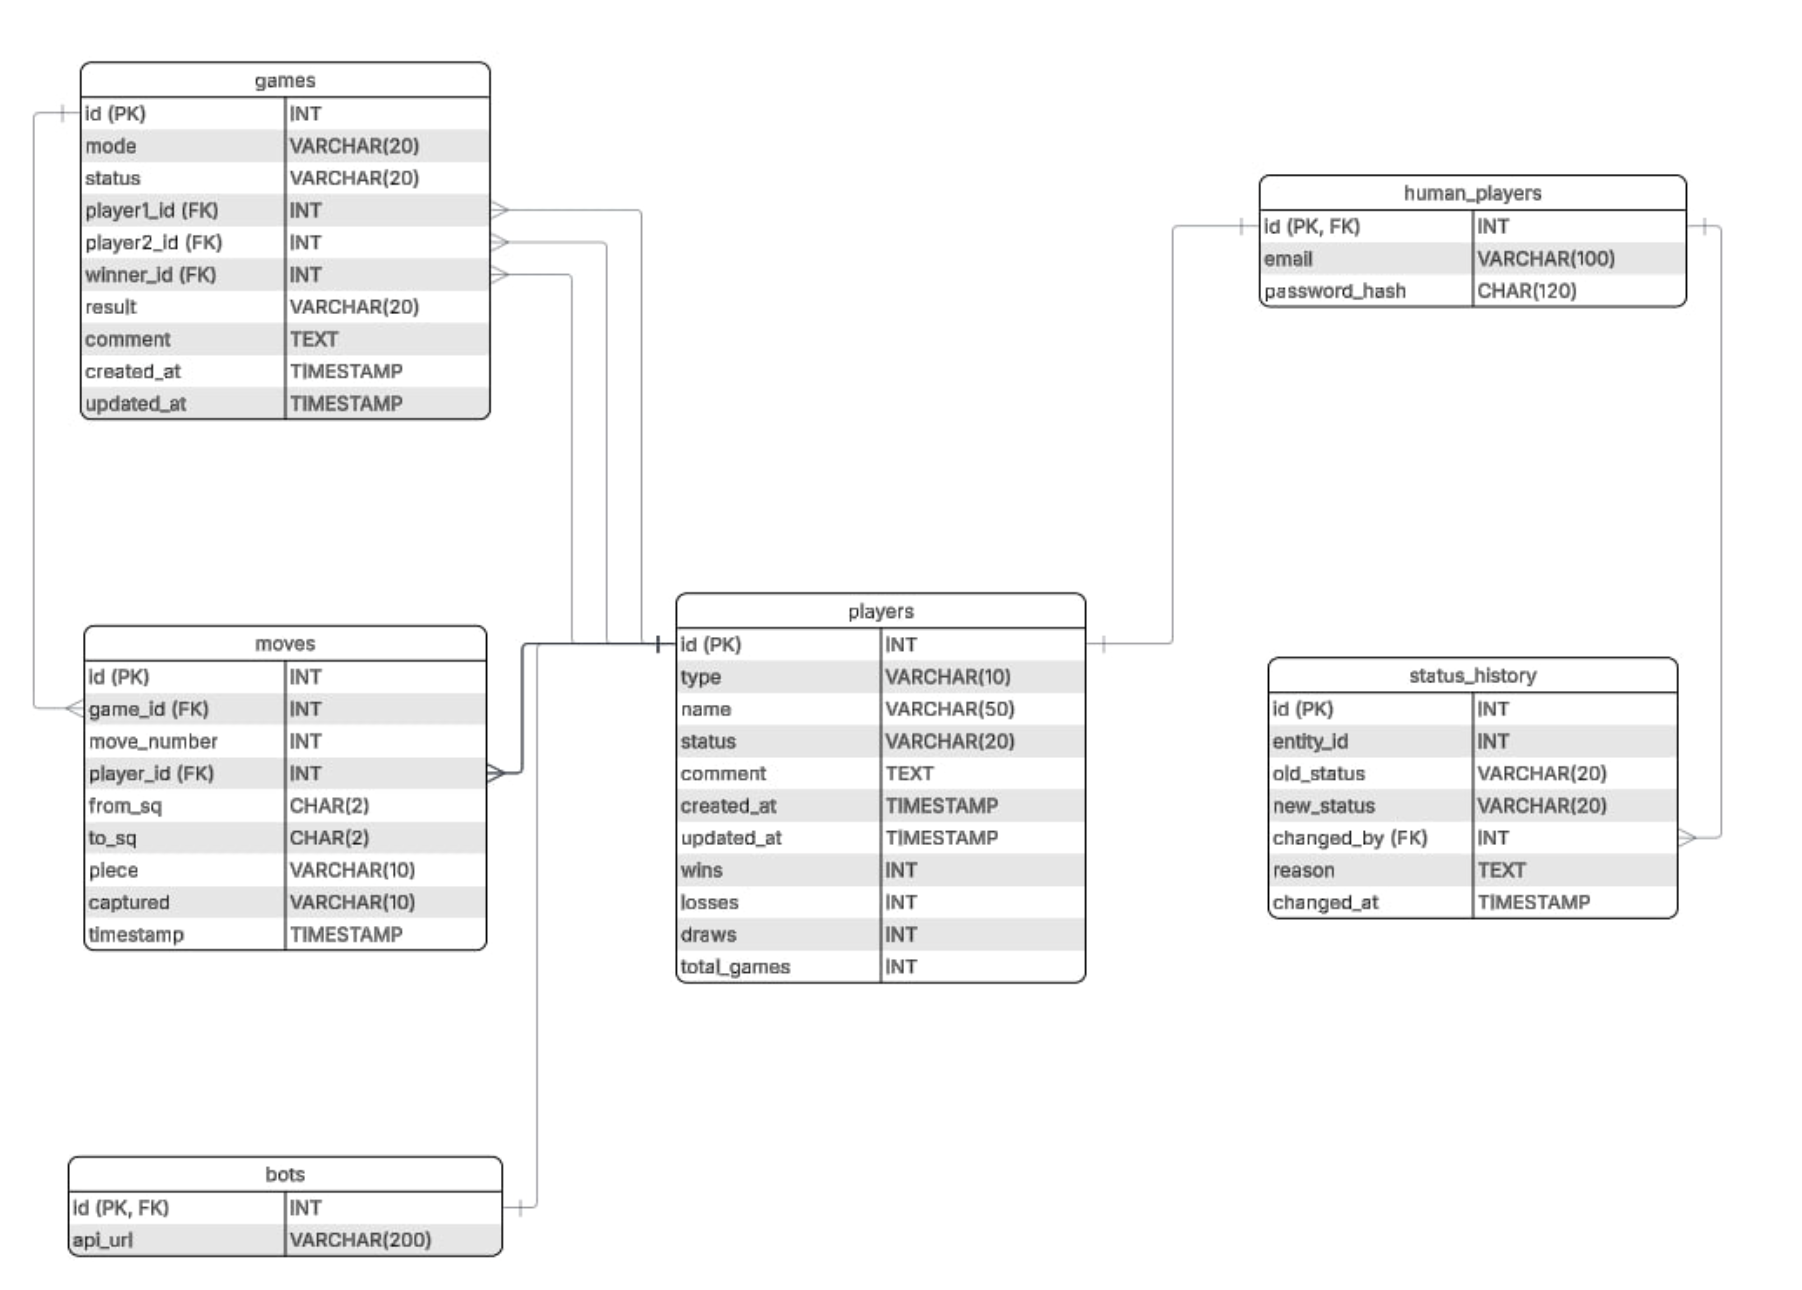 games
id (PK) INT
mode VARCHAR(20)
status VARCHAR(20)
player1_id (FK) INT
player2_id (FK) INT
winner_id (FK) INT
result VARCHAR(20)
comment TEXT
created_at TIMESTAMP
updated_at TIMESTAMP
human_players
id (PK, FK) INT
email VARCHAR(100)
password_hash CHAR(120)
moves
id (PK) INT
game_id (FK) INT
move_number INT
player_id (FK) INT
from_sq CHAR(2)
to_sq CHAR(2)
piece VARCHAR(10)
captured VARCHAR(10)
timestamp TIMESTAMP
players
id (PK) INT
type VARCHAR(10)
name VARCHAR(50)
status VARCHAR(20)
comment TEXT
created_at TIMESTAMP
updated_at TIMESTAMP
wins INT
losses INT
draws INT
total_games INT
status_history
id (PK) INT
entity_id INT
old_status VARCHAR(20)
new_status VARCHAR(20)
changed_by (FK) INT
reason TEXT
changed_at TIMESTAMP
bots
id (PK, FK) INT
api_url VARCHAR(200)